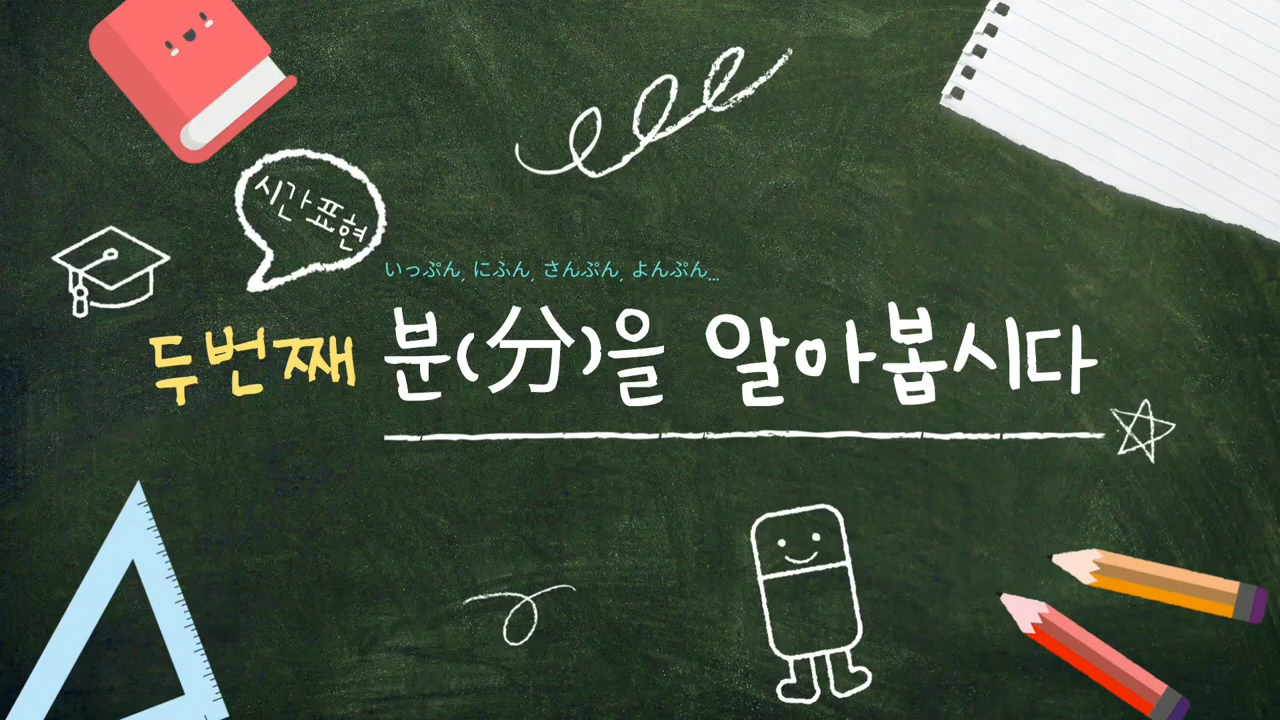 시간 표현
いっぷん, にふん, さんぷん, よんぷん...
두번째 분(分)을 알아봅시다